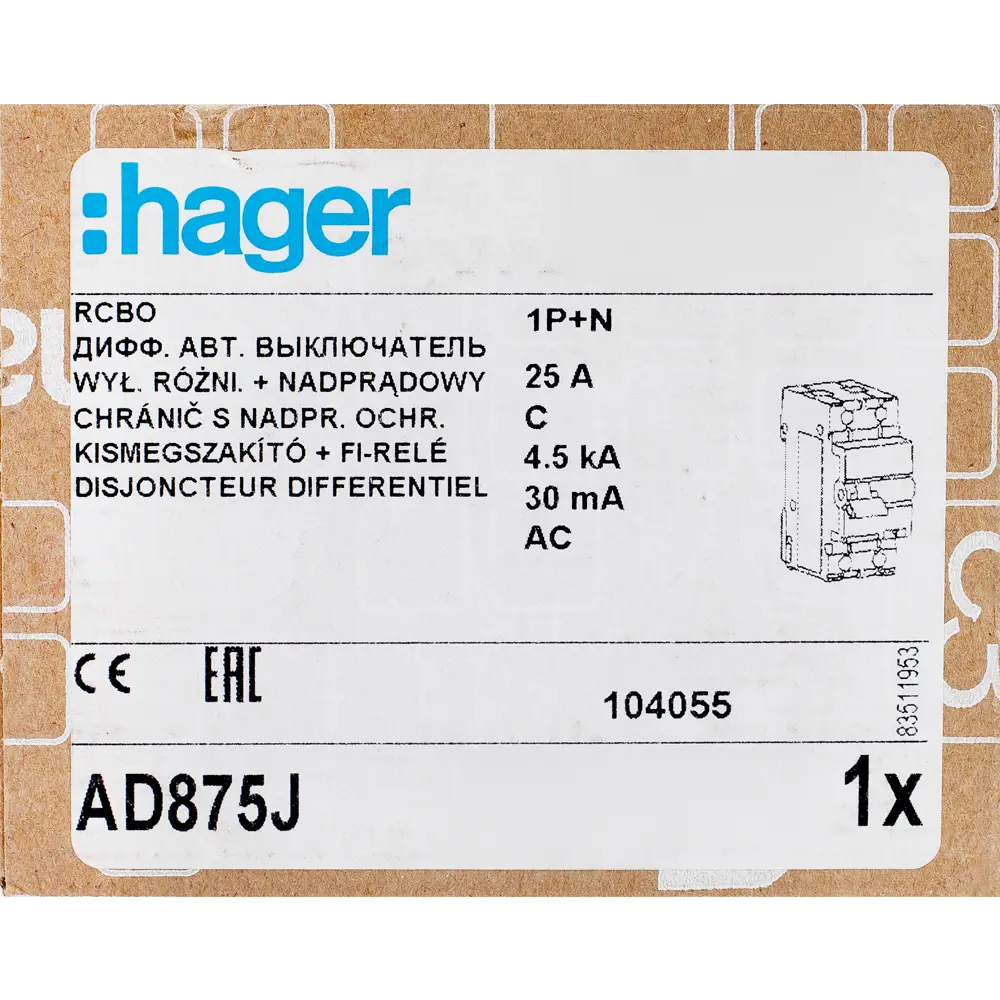 :hager
RCBO
ДИФФ. АВТ. ВЫКЛЮЧАТЕЛЬ
WYŁ. RÓŻNI. + NADPRĄDOWY
CHRÁNIČ S NADPR. OCHR.
KISMEGSZAKÍTÓ + FI-RELÉ
DISJONCTEUR DIFFERENTIEL
1P+N
25 A
C
4.5 kA
30 mA
AC
CE
EAC
104055
83511953
AD875J
1x